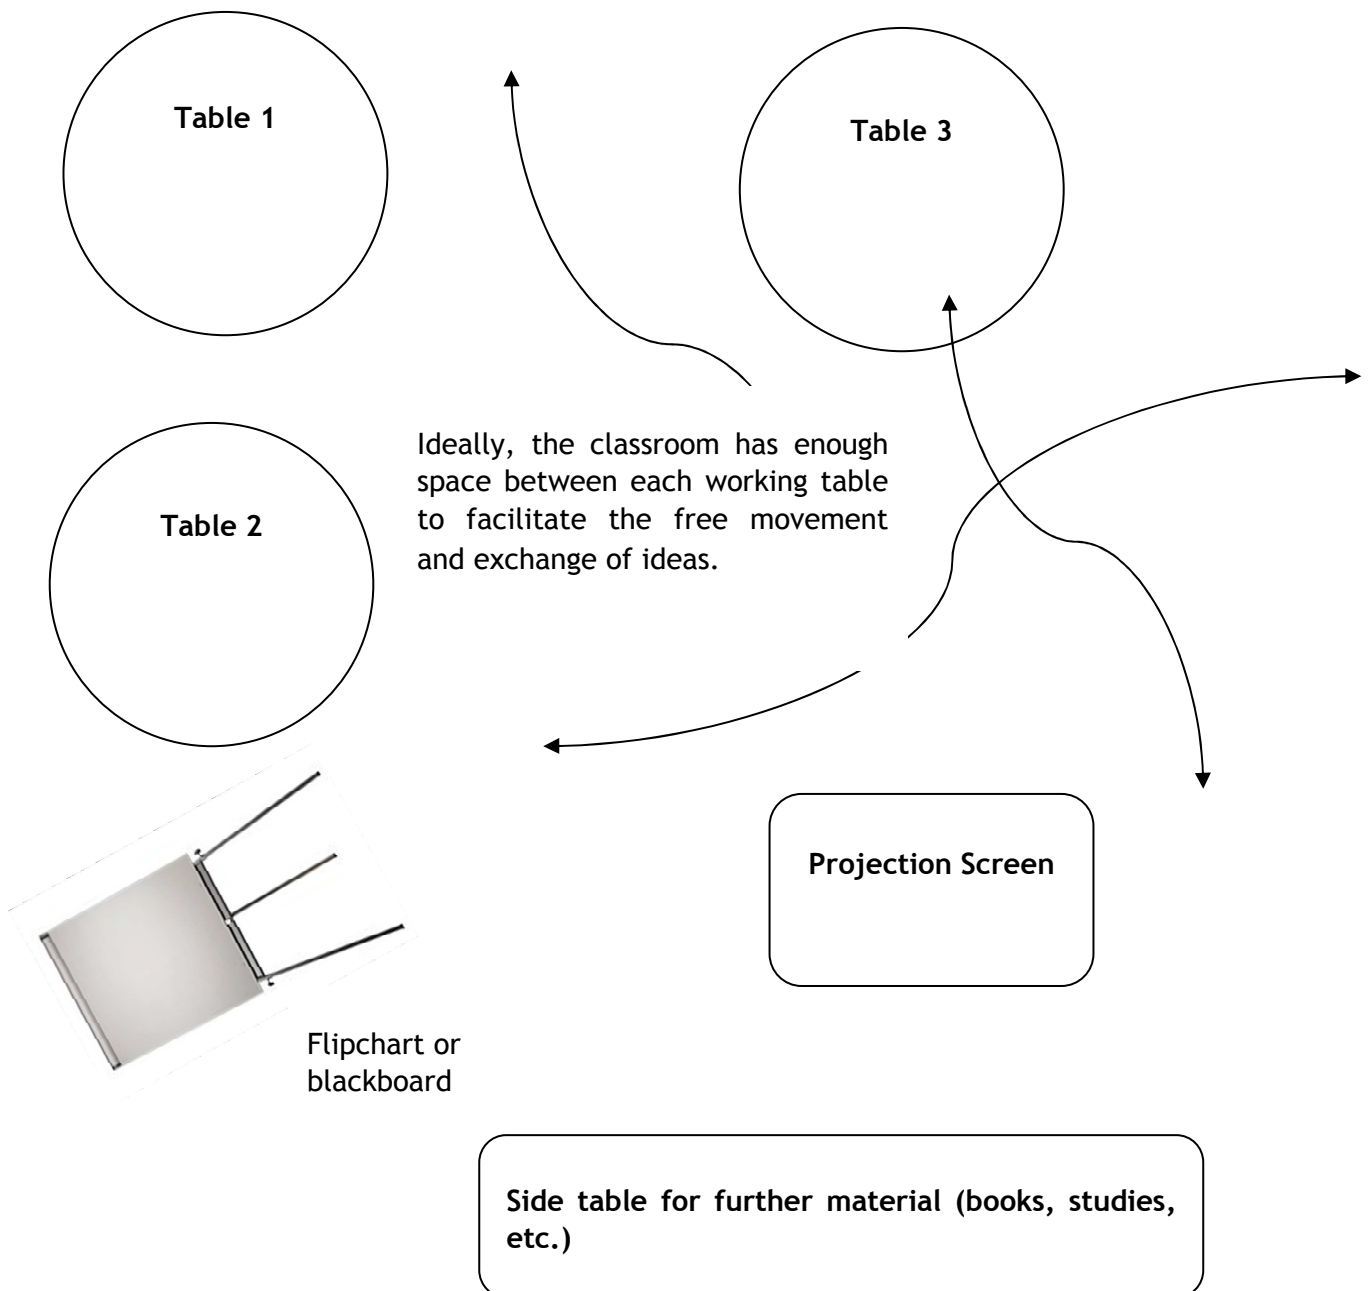 Table 1
Table 3
Ideally, the classroom has enough
space between each working table
to facilitate the free movement
and exchange of ideas.
Table 2
Projection Screen
Flipchart or
blackboard
Side table for further material (books, studies,
etc.)